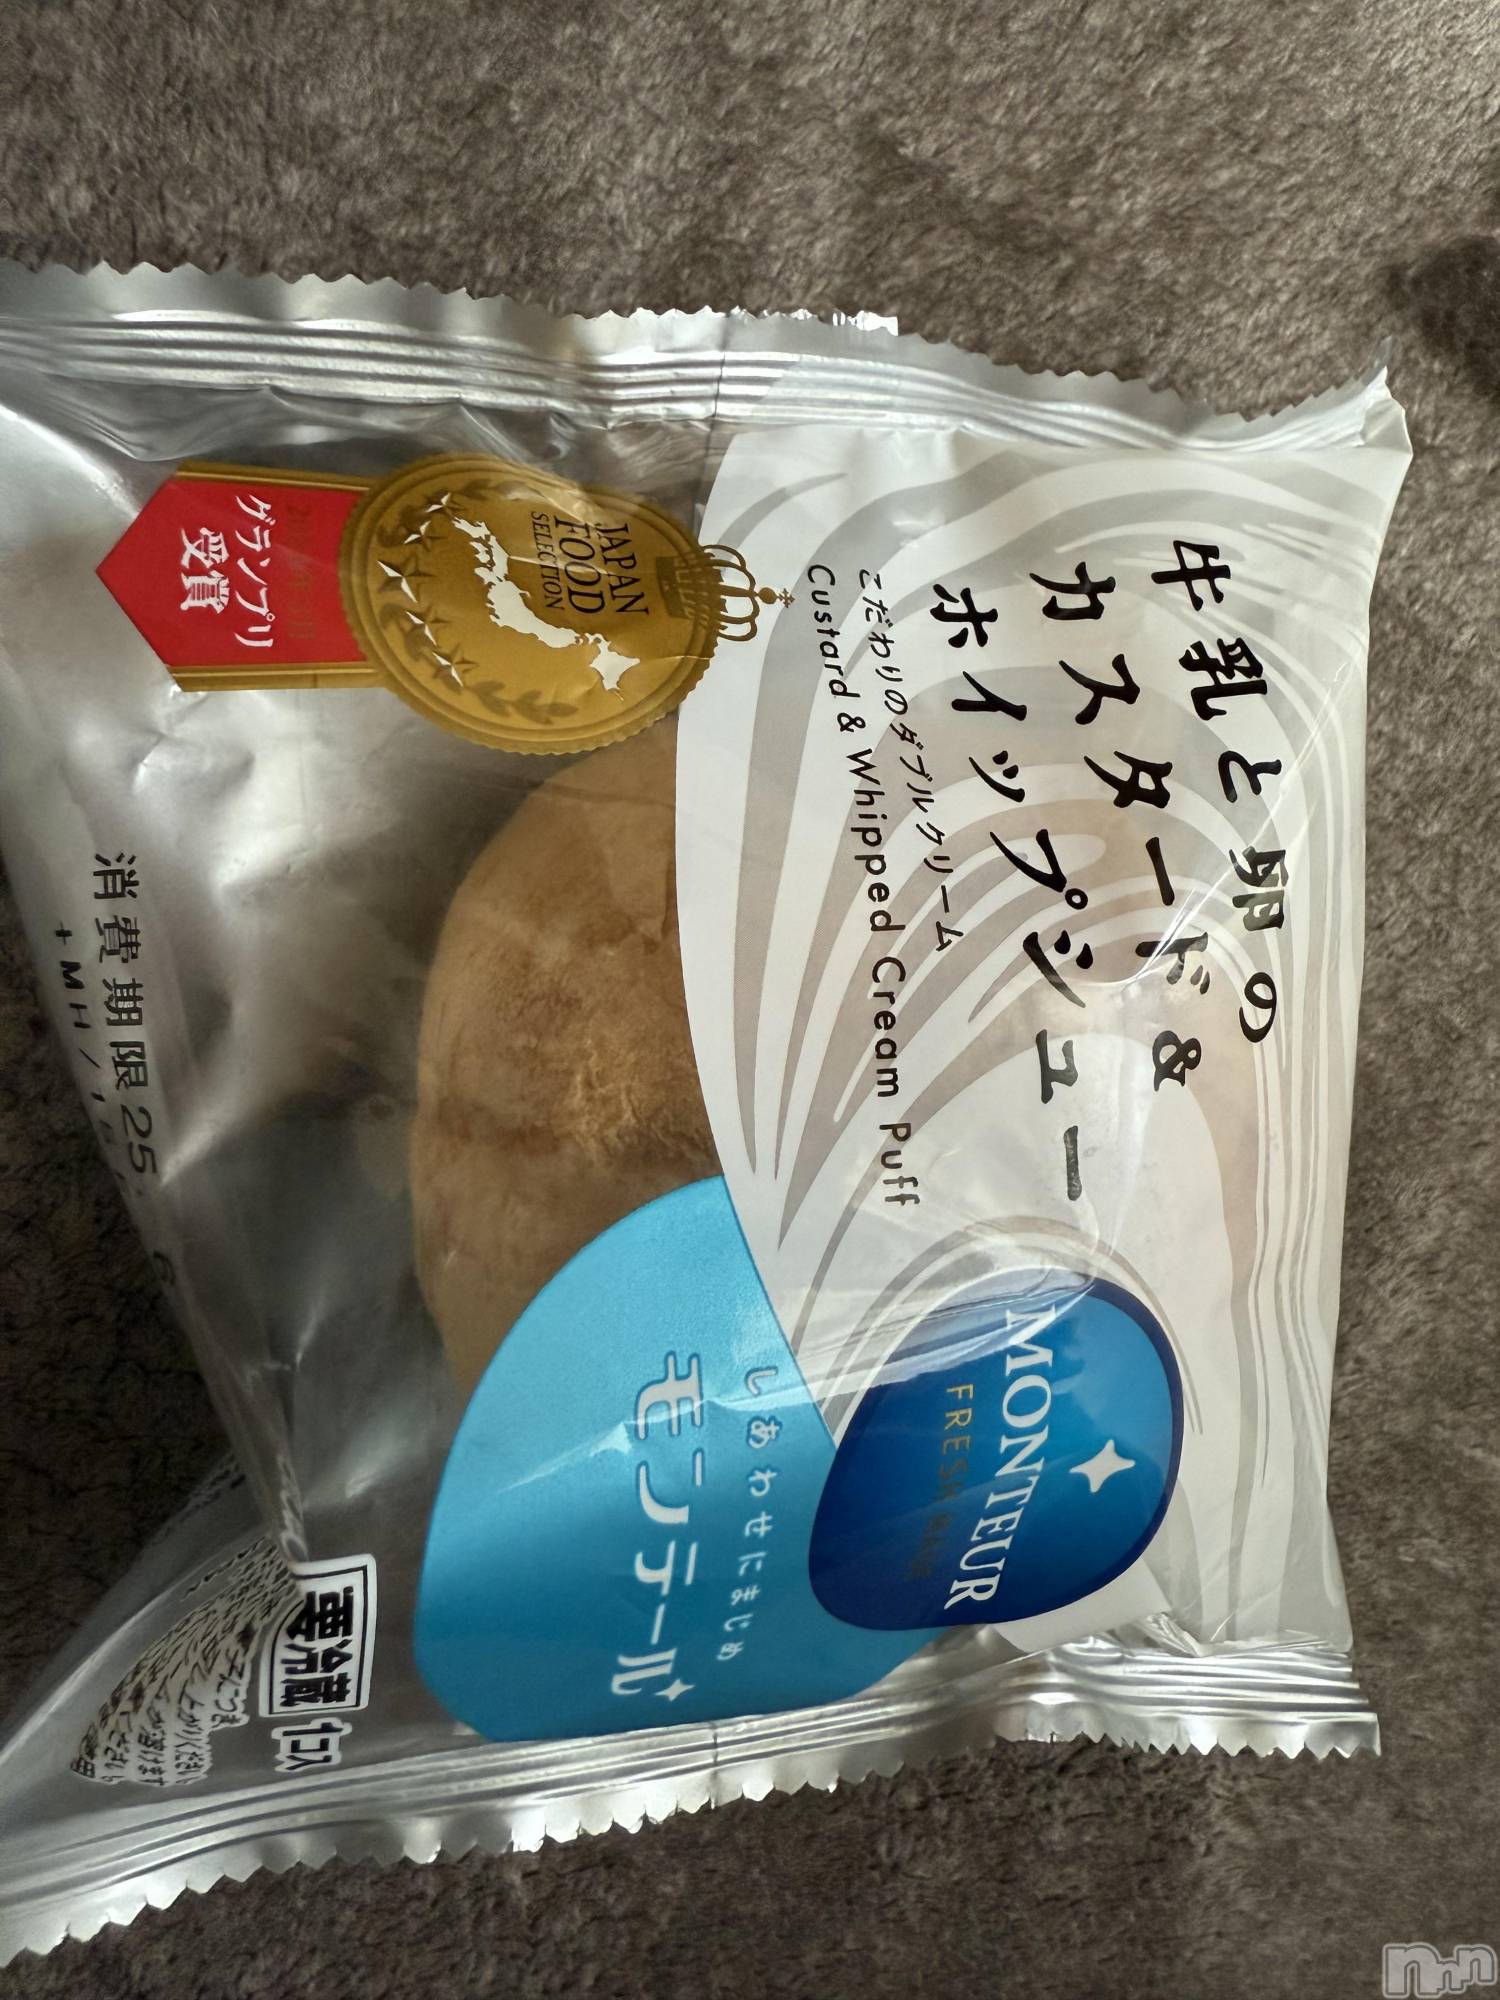 牛乳と卵の
カスタード&
ホイップシュー
こだわりのダブルクリーム
Custard & Whipped Cream Puff
MONTEUR
FRESH
しあわせにまじめ
モンテール
JAPAN
FOOD
SELECTION
グランプリ
受賞
消費期限25. 6
+MH/
要冷蔵